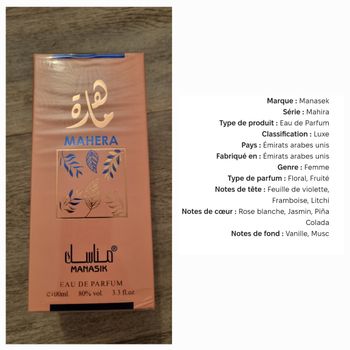 ماهرة
MAHERA
مناسك
MANASIK
EAU DE PARFUM
100ml 80% vol. 3.3 fl.oz
Marque : Manasek
Série : Mahira
Type de produit : Eau de Parfum
Classification : Luxe
Pays : Émirats arabes unis
Fabriqué en : Émirats arabes unis
Genre : Femme
Type de parfum : Floral, Fruité
Notes de tête : Feuille de violette,
Framboise, Litchi
Notes de cœur : Rose blanche, Jasmin, Piña
Colada
Notes de fond : Vanille, Musc